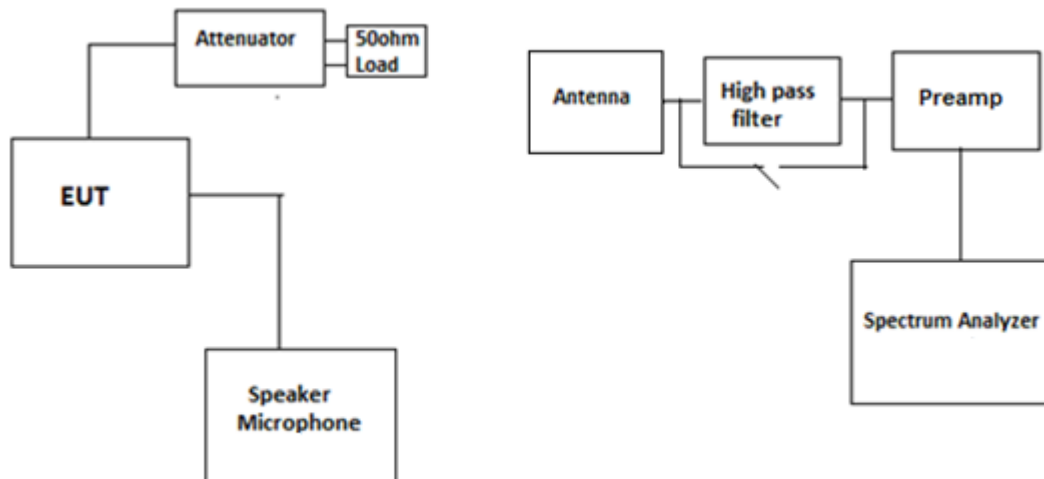 Attenuator
50ohm
Load
EUT
Speaker
Microphone
Antenna
High pass
filter
Preamp
Spectrum Analyzer